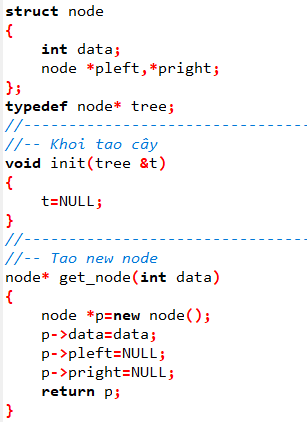 struct node
{
    int data;
    node *pleft,*pright;
};
typedef node* tree;
//-------------------------------
//-- Khoi tao cây
void init(tree &t)
{
    t=NULL;
}
//-------------------------------
//-- Tao new node
node* get_node(int data)
{
    node *p=new node();
    p->data=data;
    p->pleft=NULL;
    p->pright=NULL;
    return p;
}